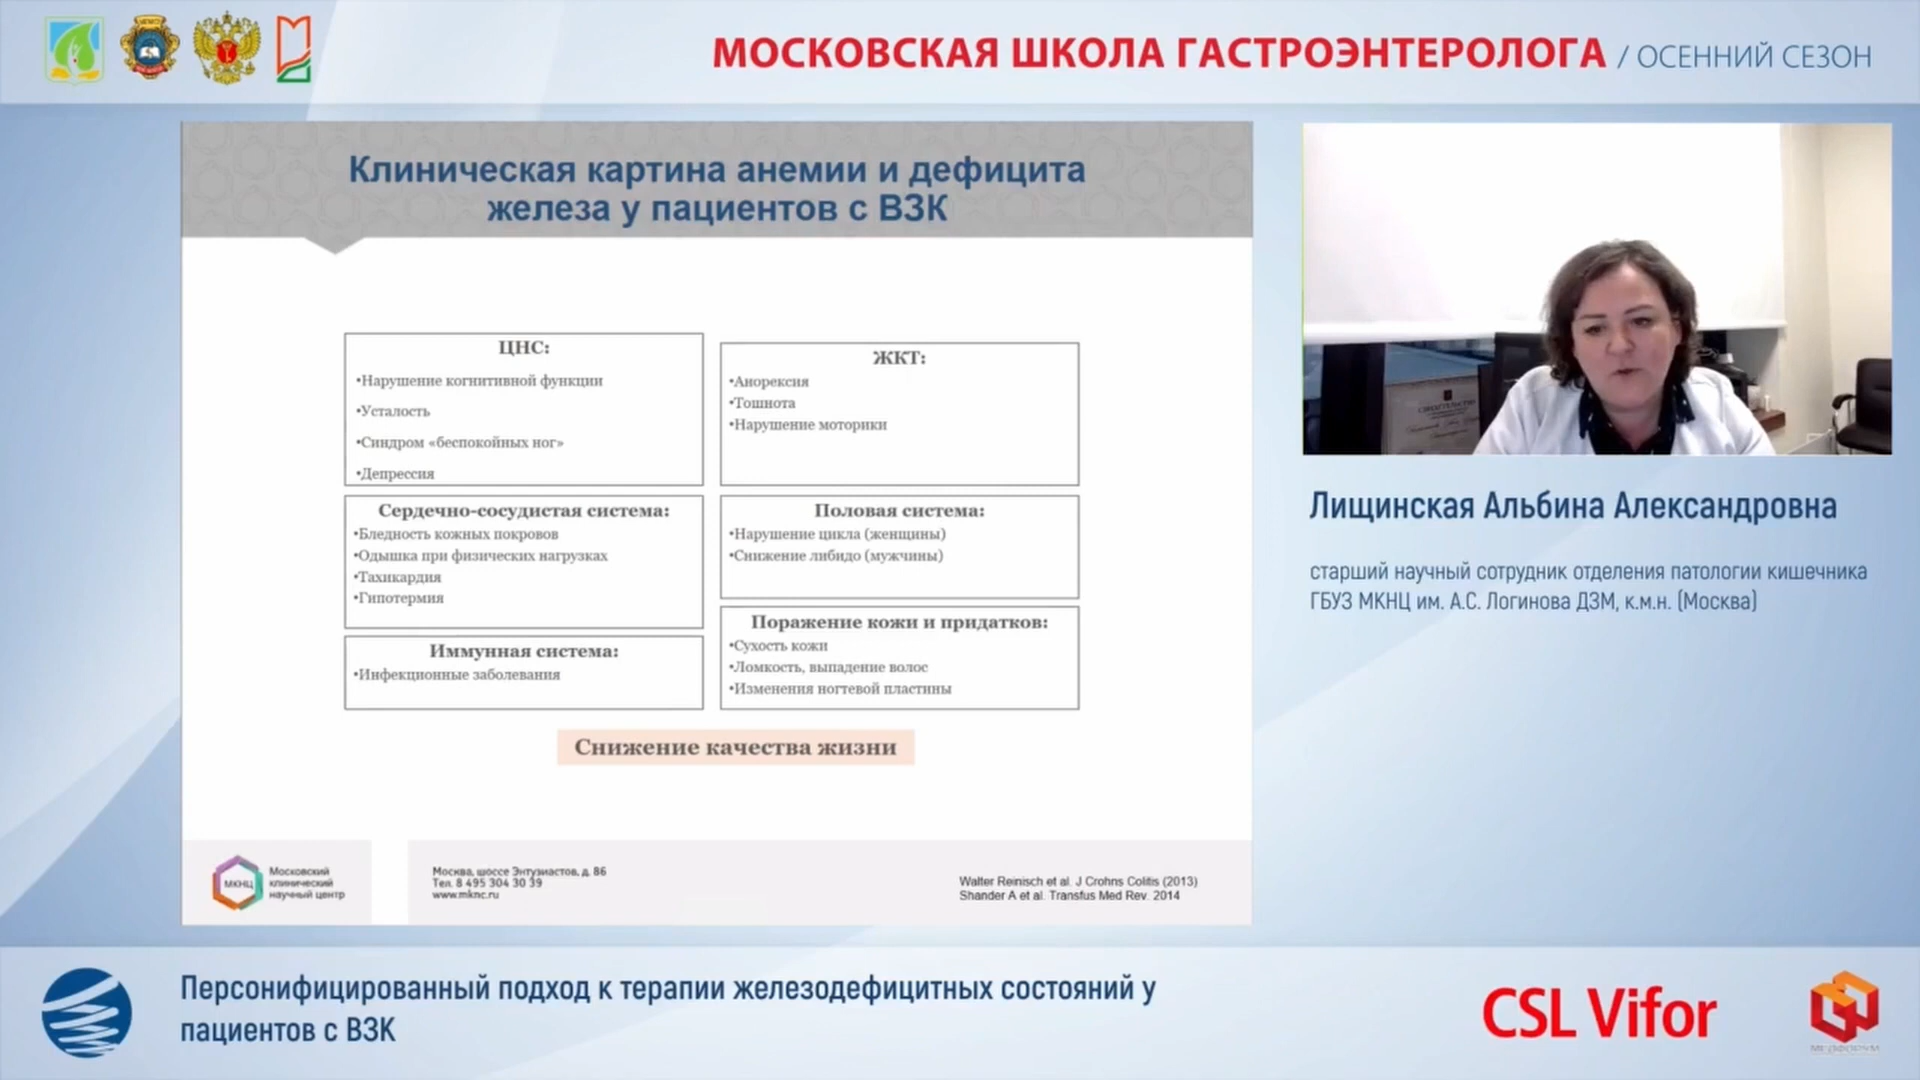 МОСКОВСКАЯ ШКОЛА ГАСТРОЭНТЕРОЛОГА / ОСЕННИЙ СЕЗОН
Клиническая картина анемии и дефицита
железа у пациентов с ВЗК
ЦНС:
•Нарушение когнитивной функции
•Усталость
•Синдром «беспокойных ног»
•Депрессия
ЖКТ:
•Анорексия
•Тошнота
•Нарушение моторики
Сердечно-сосудистая система:
•Бледность кожных покровов
•Одышка при физических нагрузках
•Тахикардия
•Гипотермия
Половая система:
•Нарушение цикла (женщины)
•Снижение либидо (мужчины)
Иммунная система:
•Инфекционные заболевания
Поражение кожи и придатков:
•Сухость кожи
•Ломкость, выпадение волос
•Изменения ногтевой пластины
Снижение качества жизни
МКНЦ
Московский
клинический
научный центр
Москва, шоссе Энтузиастов, д. 86
Тел. 8 495 304 30 39
www.mknc.ru
Walter Reinisch et al. J Crohns Colitis (2013)
Shander A et al. Transfus Med Rev. 2014
СВИДЕТЕЛЬСТВО
Лищинская Альбина Александровна
старший научный сотрудник отделения патологии кишечника
ГБУЗ МКНЦ им. А.С. Логинова ДЗМ, к.м.н. (Москва)
Персонифицированный подход к терапии железодефицитных состояний у
пациентов с ВЗК
CSL Vifor
МЕДФОРУМ